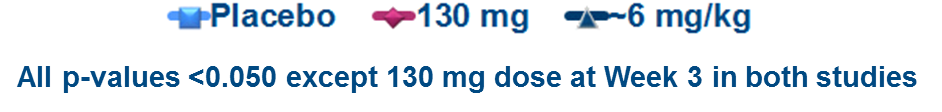 Placebo 130 mg ~6 mg/kg
All p-values <0.050 except 130 mg dose at Week 3 in both studies